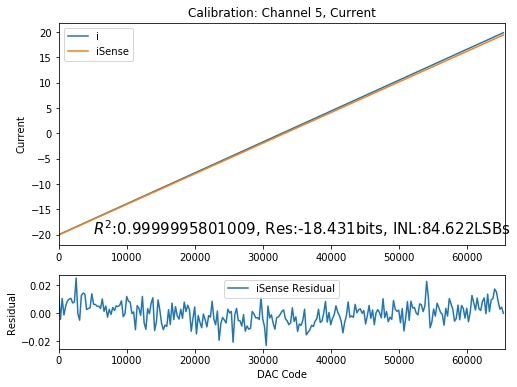 Calibration: Channel 5, Current
20
15
10
5
0
−5
−10
−15
−20
Current
i
iSense
R²:0.9999995801009, Res:-18.431bits, INL:84.622LSBs
0 10000 20000 30000 40000 50000 60000
0.02
0.00
−0.02
Residual
iSense Residual
0 10000 20000 30000 40000 50000 60000
DAC Code